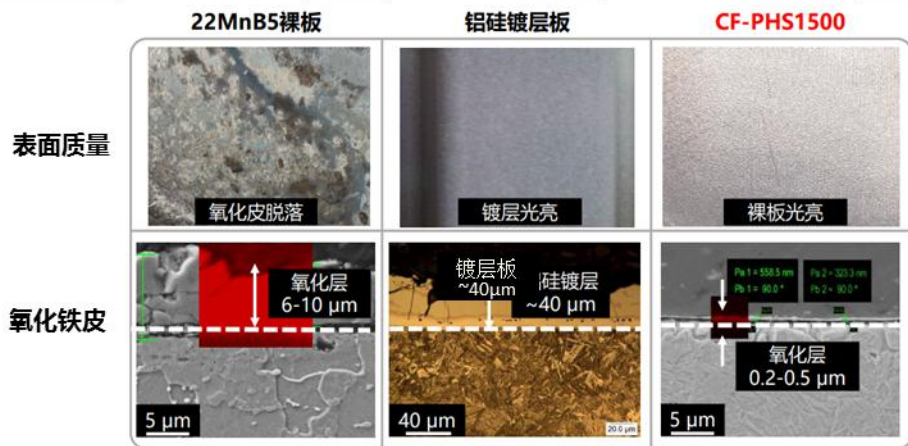 22MnB5裸板
铝硅镀层板
CF-PHS1500
表面质量
氧化皮脱落
镀层光亮
裸板光亮
氧化铁皮
氧化层
6-10 μm
5 μm
镀层板
~40μm
硅镀层
~40 μm
40 μm
20.0 μm
Pa 1 = 558.5 nm
Pb 1 = 90.0 °
Pa 2 = 323.3 nm
Pb 2 = 90.0 °
氧化层
0.2-0.5 μm
5 μm